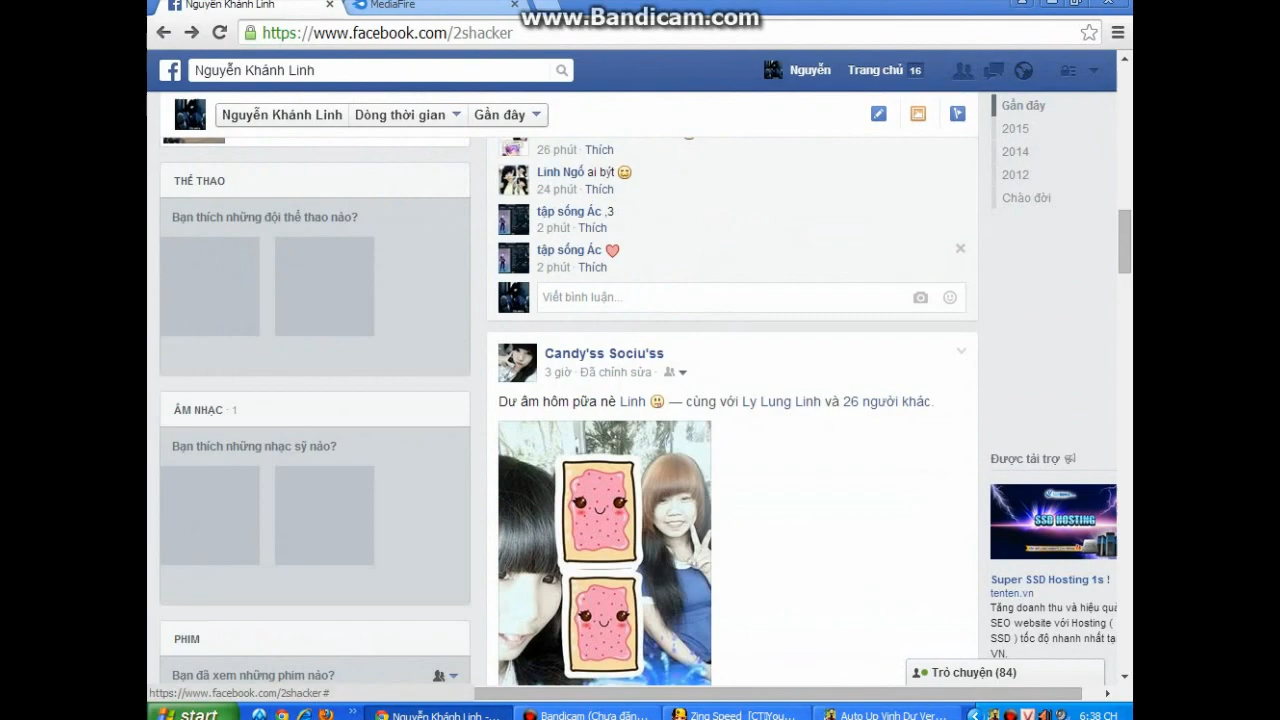 Nguyễn Khánh Linh
MediaFire
www.Bandicam.com
https://www.facebook.com/2shacker
Nguyễn Khánh Linh
Nguyễn
Trang chủ 16
Nguyễn Khánh Linh
Dòng thời gian
Gần đây
Gần đây
2015
2014
2012
Chào đời
THỂ THAO
Bạn thích những đội thể thao nào?
ÂM NHẠC · 1
Bạn thích những nhạc sỹ nào?
PHIM
Bạn đã xem những phim nào?
26 phút · Thích
Linh Ngố ai být
24 phút · Thích
tập sống Ác ,3
2 phút · Thích
tập sống Ác
2 phút · Thích
Viết bình luận...
Candy'ss Sociu'ss
3 giờ · Đã chỉnh sửa ·
Dư âm hôm pữa nè Linh — cùng với Ly Lung Linh và 26 người khác.
Được tài trợ
SSD HOSTING
Super SSD Hosting 1s !
tenten.vn
Tăng doanh thu và hiệu quả
SEO website với Hosting (
SSD ) tốc độ nhanh nhất tạ
VN.
Trò chuyện (84)
https://www.facebook.com/2shacker#
start
Nguyễn Khánh Linh -...
Bandicam (Chưa đăn...
Zing Speed _[CT]You...
Auto Up Vinh Dự Ver...
6:38 CH